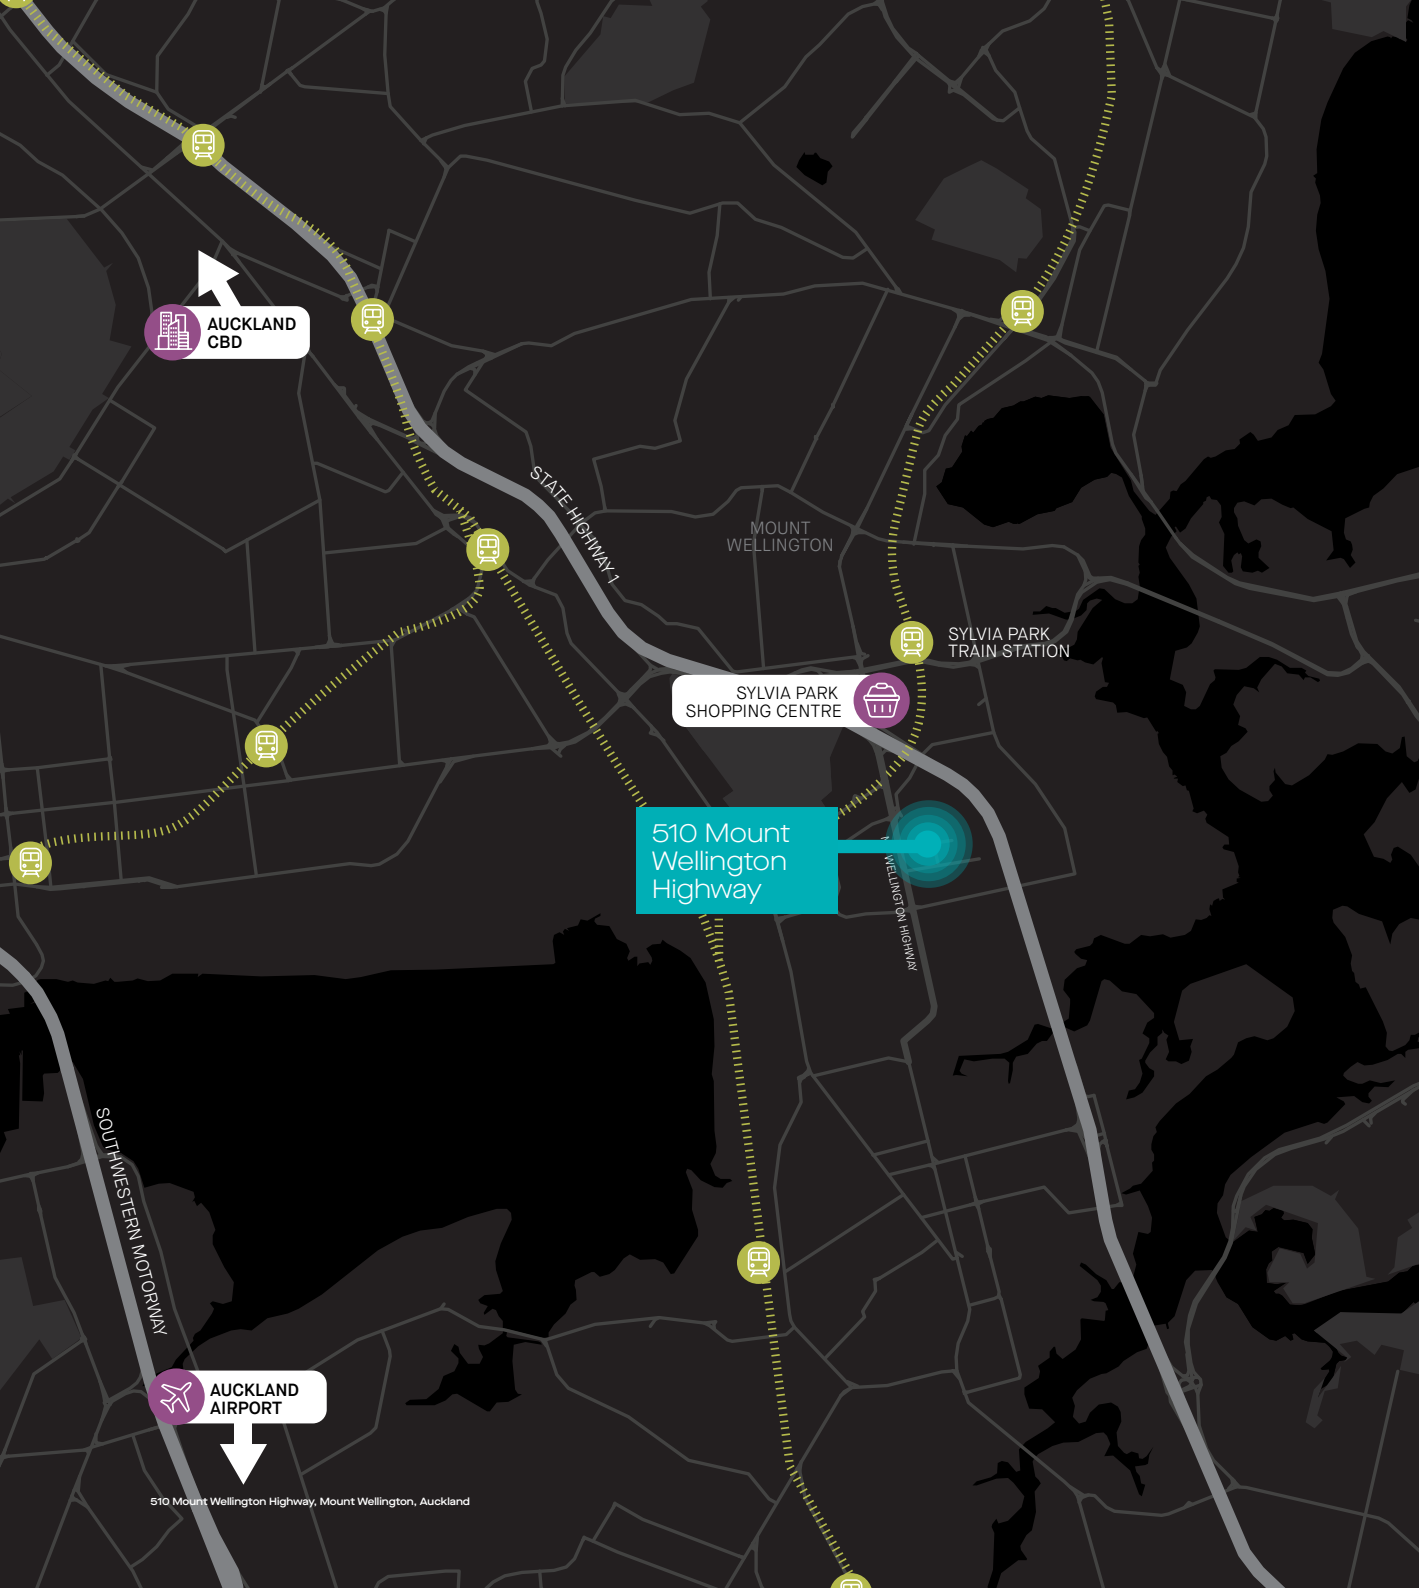 AUCKLAND
CBD
STATE HIGHWAY 1
MOUNT
WELLINGTON
SYLVIA PARK
TRAIN STATION
SYLVIA PARK
SHOPPING CENTRE
510 Mount
Wellington
Highway
WELLINGTON HIGHWAY
SOUTHWESTERN MOTORWAY
AUCKLAND
AIRPORT
510 Mount Wellington Highway, Mount Wellington, Auckland